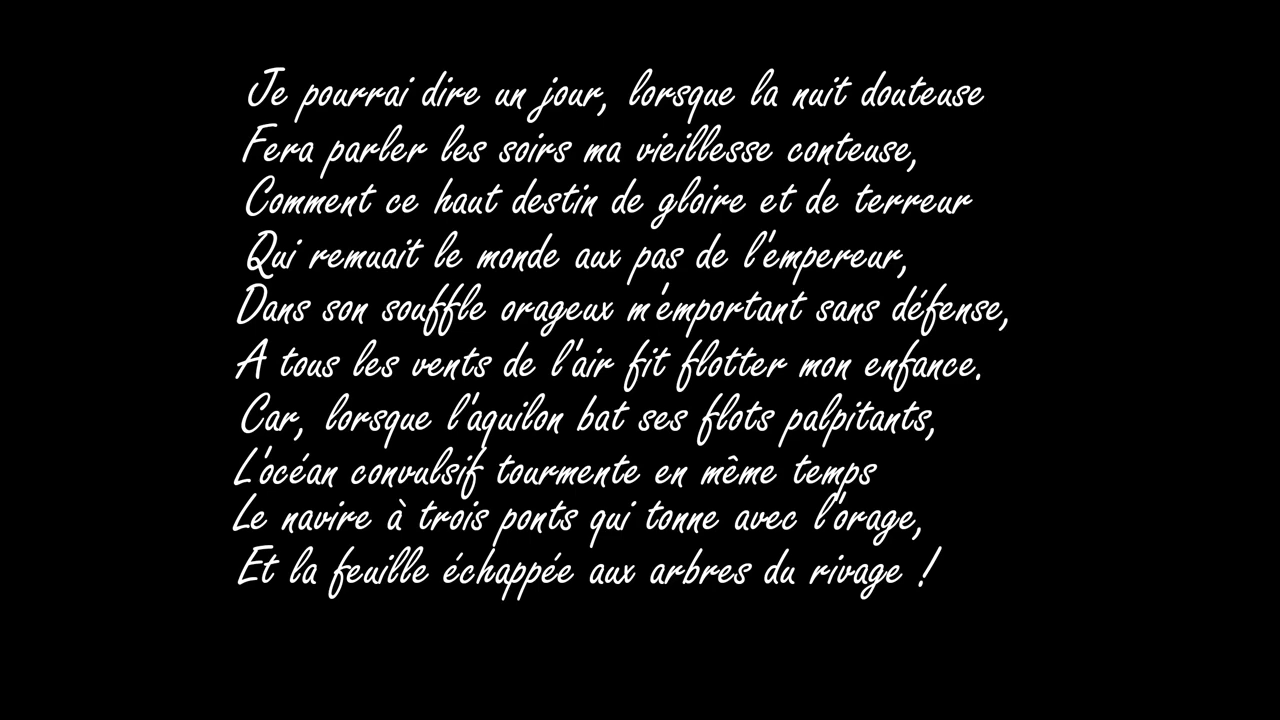 Je pourrai dire un jour, lorsque la nuit douteuse
Fera parler les soirs ma vieillesse conteuse,
Comment ce haut destin de gloire et de terreur
Qui remuait le monde aux pas de l'empereur,
Dans son souffle orageux m'emportant sans défense,
A tous les vents de l'air fit flotter mon enfance.
Car, lorsque l'aquilon bat ses flots palpitants,
L'océan convulsif tourmente en même temps
Le navire à trois ponts qui tonne avec l'orage,
Et la feuille échappée aux arbres du rivage !